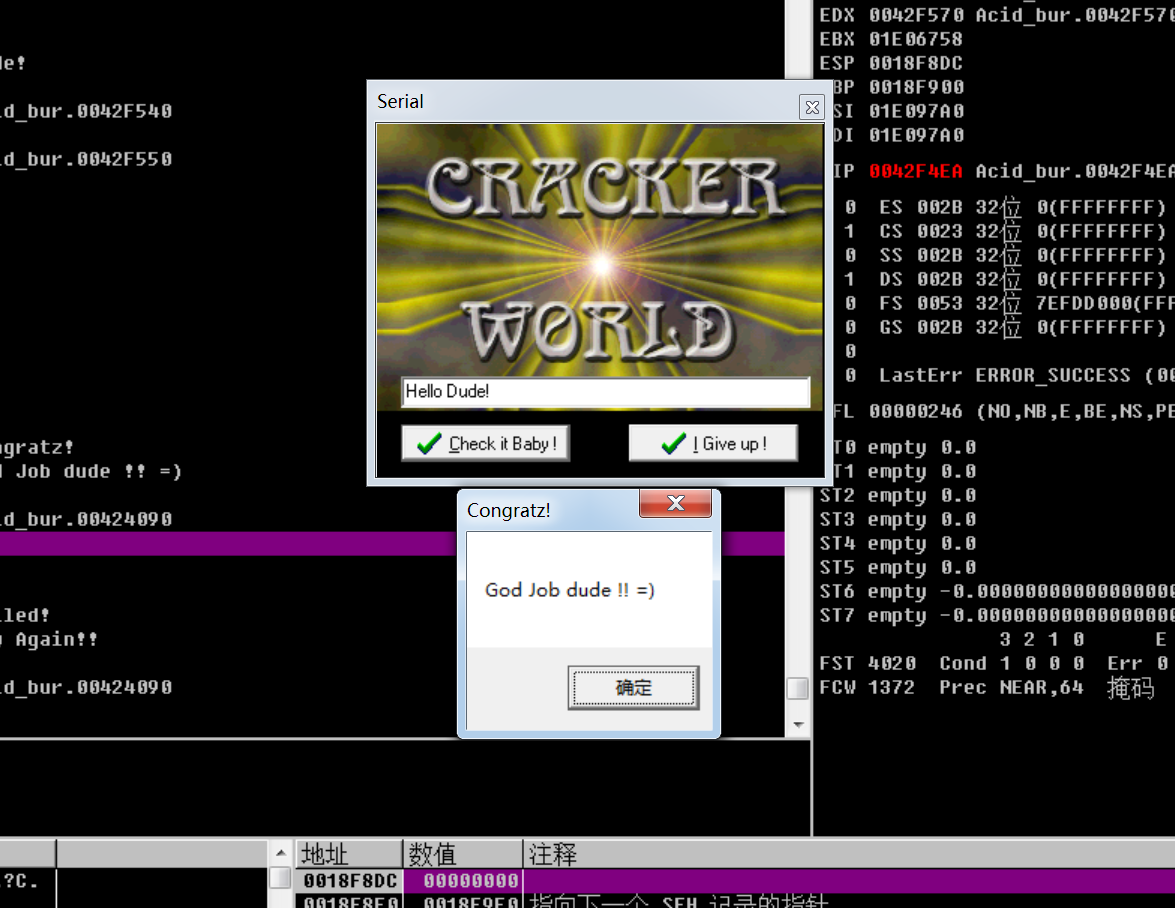 de!
d_bur.0042F540
d_bur.0042F550
ngratz!
Job dude !! =)
d_bur.00424090
led!
Again!!
d_bur.00424090
Serial
CRACKER
WORLD
Hello Dude!
Check it Baby !
I Give up !
Congratz!
God Job dude !! =)
确定
EDX 0042F570 Acid_bur.0042F570
EBX 01E06758
ESP 0018F8DC
BP 0018F900
SI 01E097A0
DI 01E097A0
IP 0042F4EA Acid_bur.0042F4EA
0 ES 002B 32位 0(FFFFFFFF)
1 CS 0023 32位 0(FFFFFFFF)
0 SS 002B 32位 0(FFFFFFFF)
1 DS 002B 32位 0(FFFFFFFF)
0 FS 0053 32位 7EFDD000(FFF
0 GS 002B 32位 0(FFFFFFFF)
0
0 LastErr ERROR_SUCCESS (00
FL 00000246 (NO,NB,E,BE,NS,PE
T0 empty 0.0
T1 empty 0.0
ST2 empty 0.0
ST3 empty 0.0
ST4 empty 0.0
ST5 empty 0.0
ST6 empty -0.0000000000000000000
ST7 empty -0.0000000000000000000
3 2 1 0 E
FST 4020 Cond 1 0 0 0 Err 0
FCW 1372 Prec NEAR,64 掩码
地址 数值 注释
.?C. 0018F8DC 00000000
0018F8E0 0018F9E0 指向下一个 SEH 记录的指针